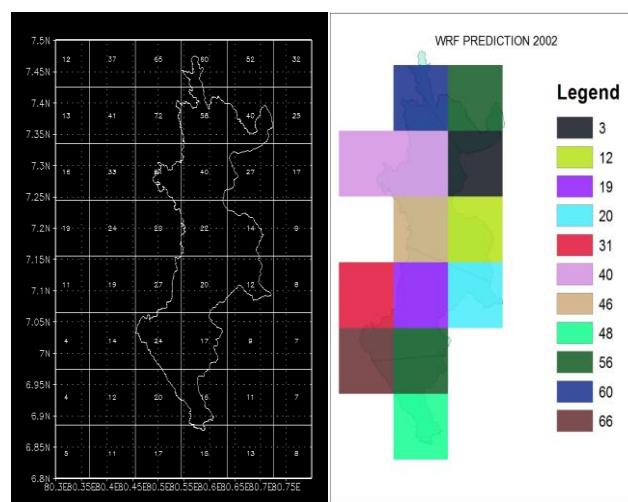 7.5N
12 37 65 60 52 32
7.45N
7.4N
13 41 72 58 40 25
7.35N
7.3N
16 33 40 27 17
7.25N
19 24 28 22 14 9
7.2N
7.15N
7.1N
11 19 27 20 12 8
7.05N
7N
4 14 24 17 9 7
6.95N
4 12 20 16 11 7
6.9N
6.85N
5 11 17 15 13 8
6.8N
80.3E 80.35E 80.4E 80.45E 80.5E 80.55E 80.6E 80.65E 80.7E 80.75E
WRF PREDICTION 2002
Legend
3
12
19
20
31
40
46
48
56
60
66